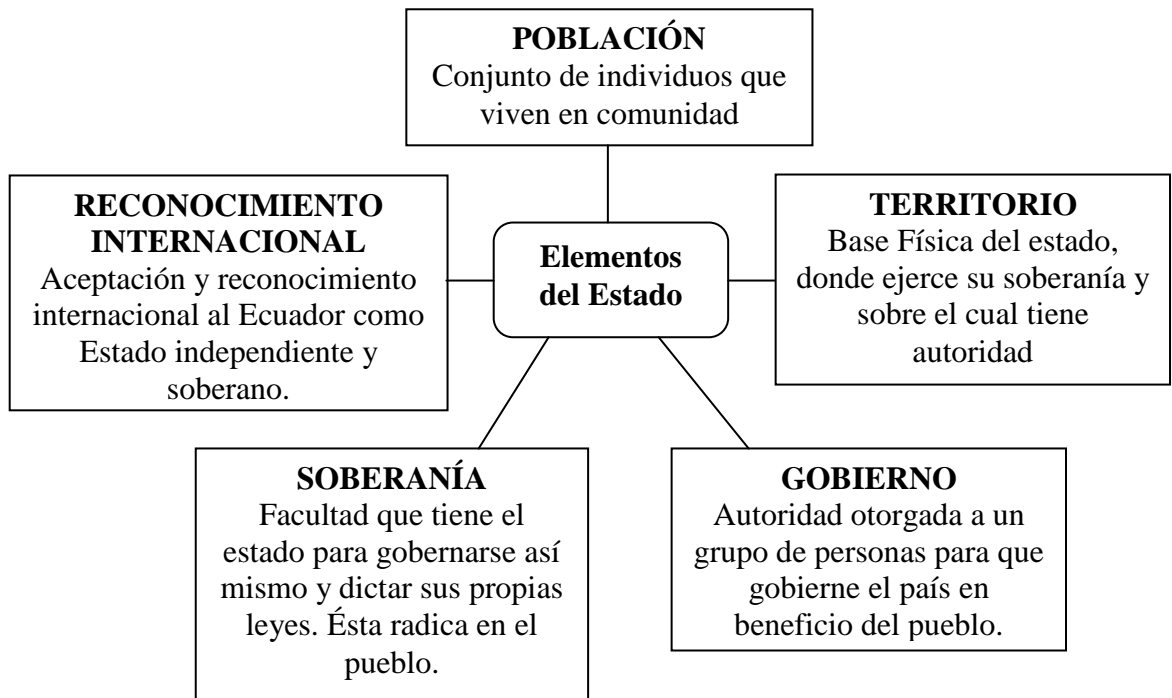 POBLACIÓN
Conjunto de individuos que
viven en comunidad
RECONOCIMIENTO
INTERNACIONAL
Aceptación y reconocimiento
internacional al Ecuador como
Estado independiente y
soberano.
Elementos
del Estado
TERRITORIO
Base Física del estado,
donde ejerce su soberanía y
sobre el cual tiene
autoridad
SOBERANÍA
Facultad que tiene el
estado para gobernarse así
mismo y dictar sus propias
leyes. Ésta radica en el
pueblo.
GOBIERNO
Autoridad otorgada a un
grupo de personas para que
gobierne el país en
beneficio del pueblo.